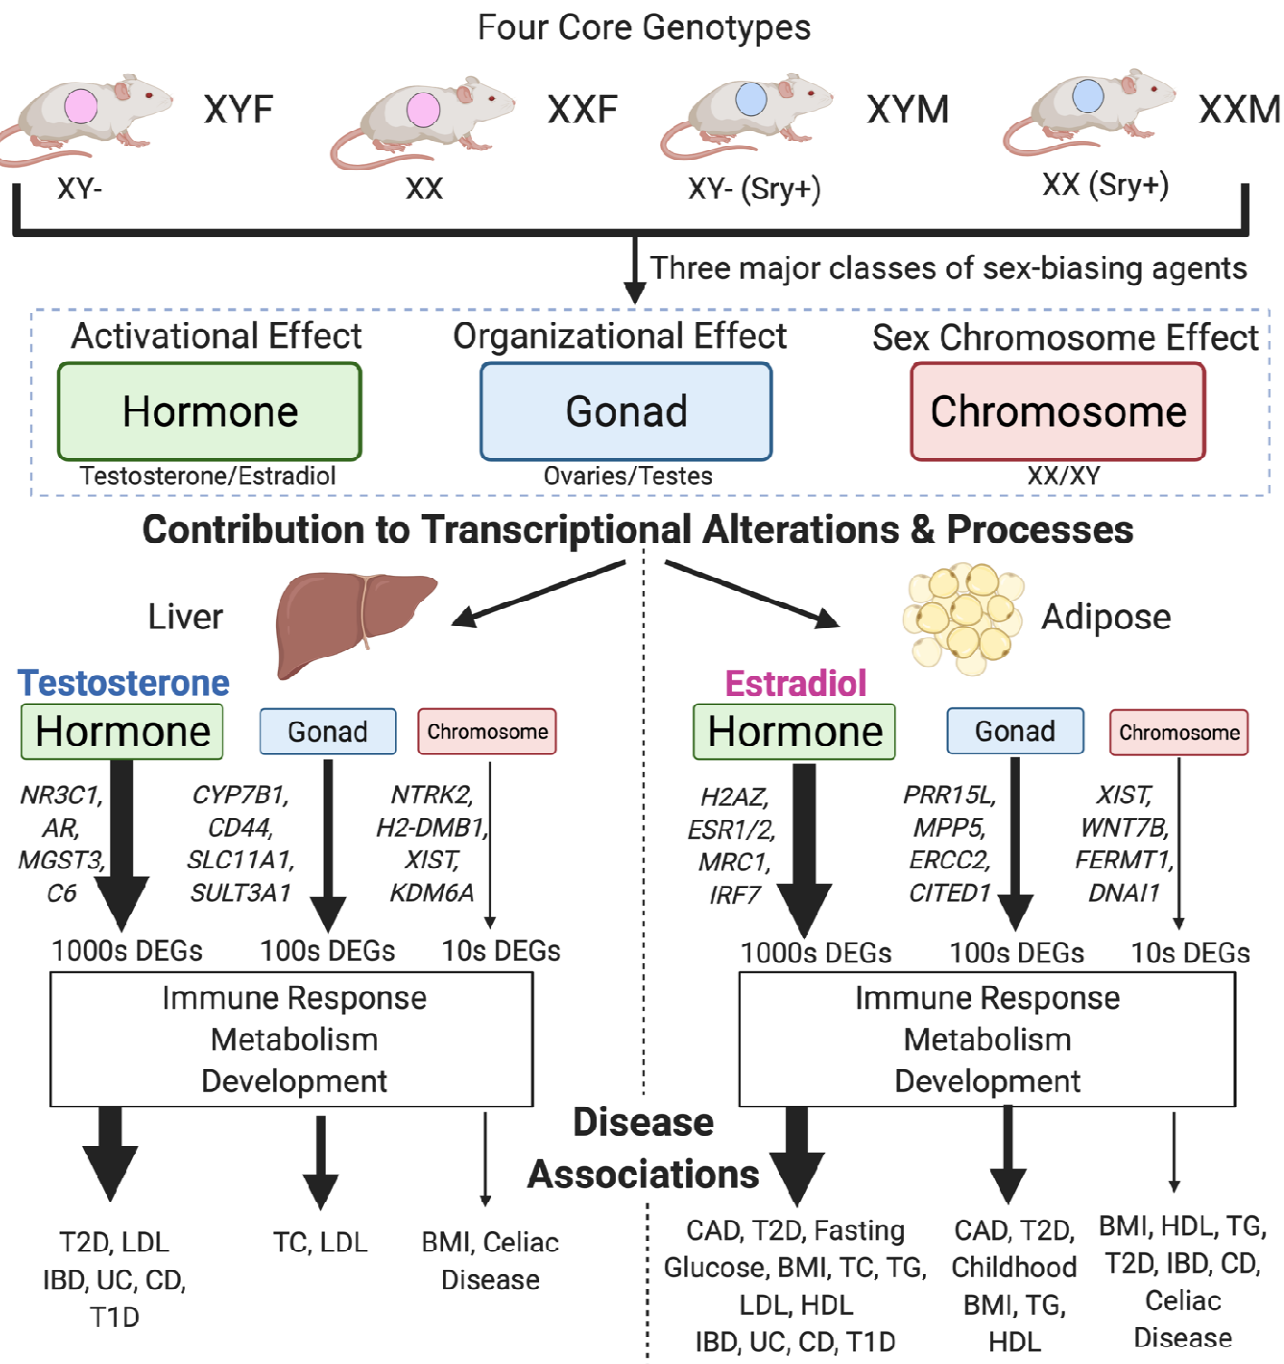 Four Core Genotypes
XYF
XXF
XYM
XXM
XY-
XX
XY- (Sry+)
XX (Sry+)
Three major classes of sex-biasing agents
Activational Effect
Organizational Effect
Sex Chromosome Effect
Hormone
Gonad
Chromosome
Testosterone/Estradiol
Ovaries/Testes
XX/XY
Contribution to Transcriptional Alterations & Processes
Liver
Adipose
Testosterone
Hormone
Gonad
Chromosome
NR3C1,
AR,
MGST3,
C6
CYP7B1,
CD44,
SLC11A1,
SULT3A1
NTRK2,
H2-DMB1,
XIST,
KDM6A
1000s DEGs
100s DEGs
10s DEGs
Immune Response
Metabolism
Development
Estradiol
Hormone
Gonad
Chromosome
H2AZ,
ESR1/2,
MRC1,
IRF7
PRR15L,
MPP5,
ERCC2,
CITED1
XIST,
WNT7B,
FERMT1,
DNAI1
1000s DEGs
100s DEGs
10s DEGs
Immune Response
Metabolism
Development
Disease
Associations
T2D, LDL
IBD, UC, CD,
T1D
TC, LDL
BMI, Celiac
Disease
CAD, T2D, Fasting
Glucose, BMI, TC, TG,
LDL, HDL
IBD, UC, CD, T1D
CAD, T2D,
Childhood
BMI, TG,
HDL
BMI, HDL, TG,
T2D, IBD, CD,
Celiac
Disease